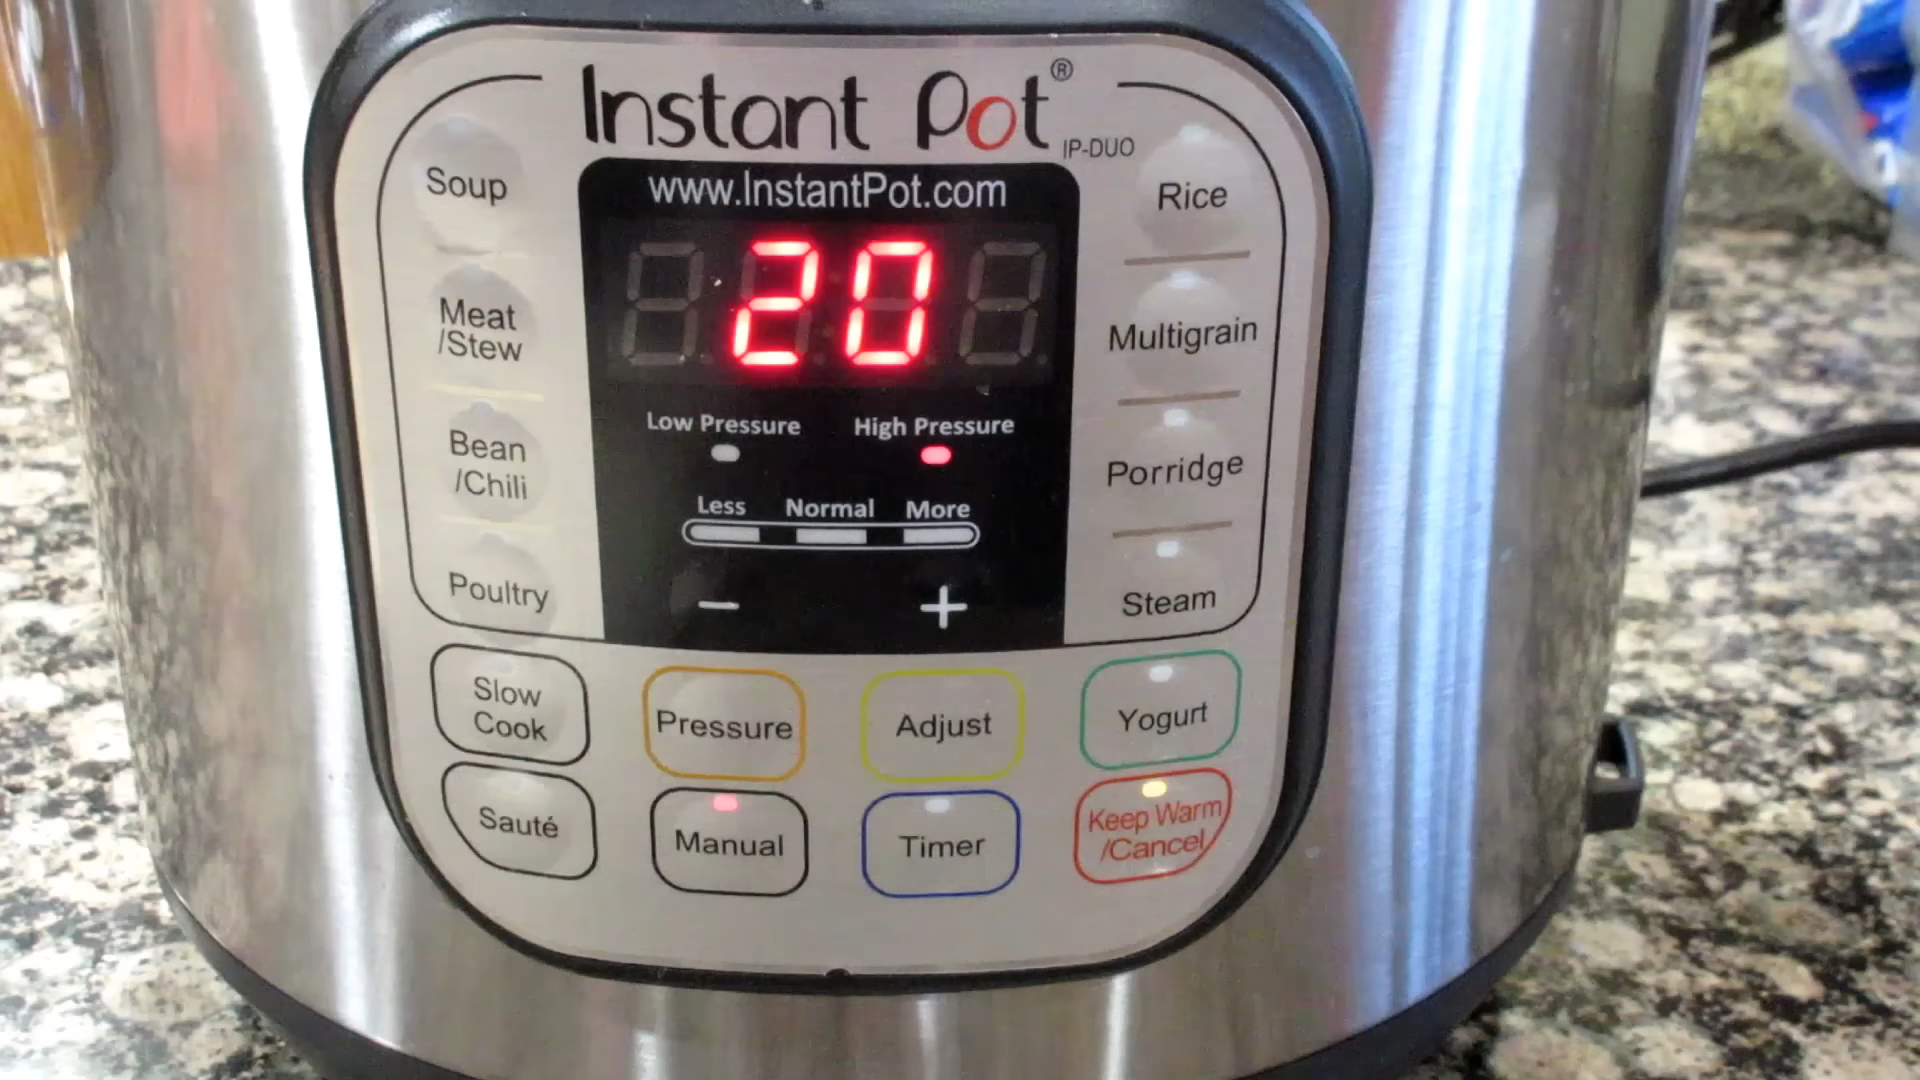 Instant Pot®
IP-DUO
www.InstantPot.com
20
Soup
Meat
/Stew
Bean
/Chili
Poultry
Low Pressure High Pressure
Less Normal More
− +
Rice
Multigrain
Porridge
Steam
Slow
Cook
Pressure
Adjust
Yogurt
Sauté
Manual
Timer
Keep Warm
/Cancel